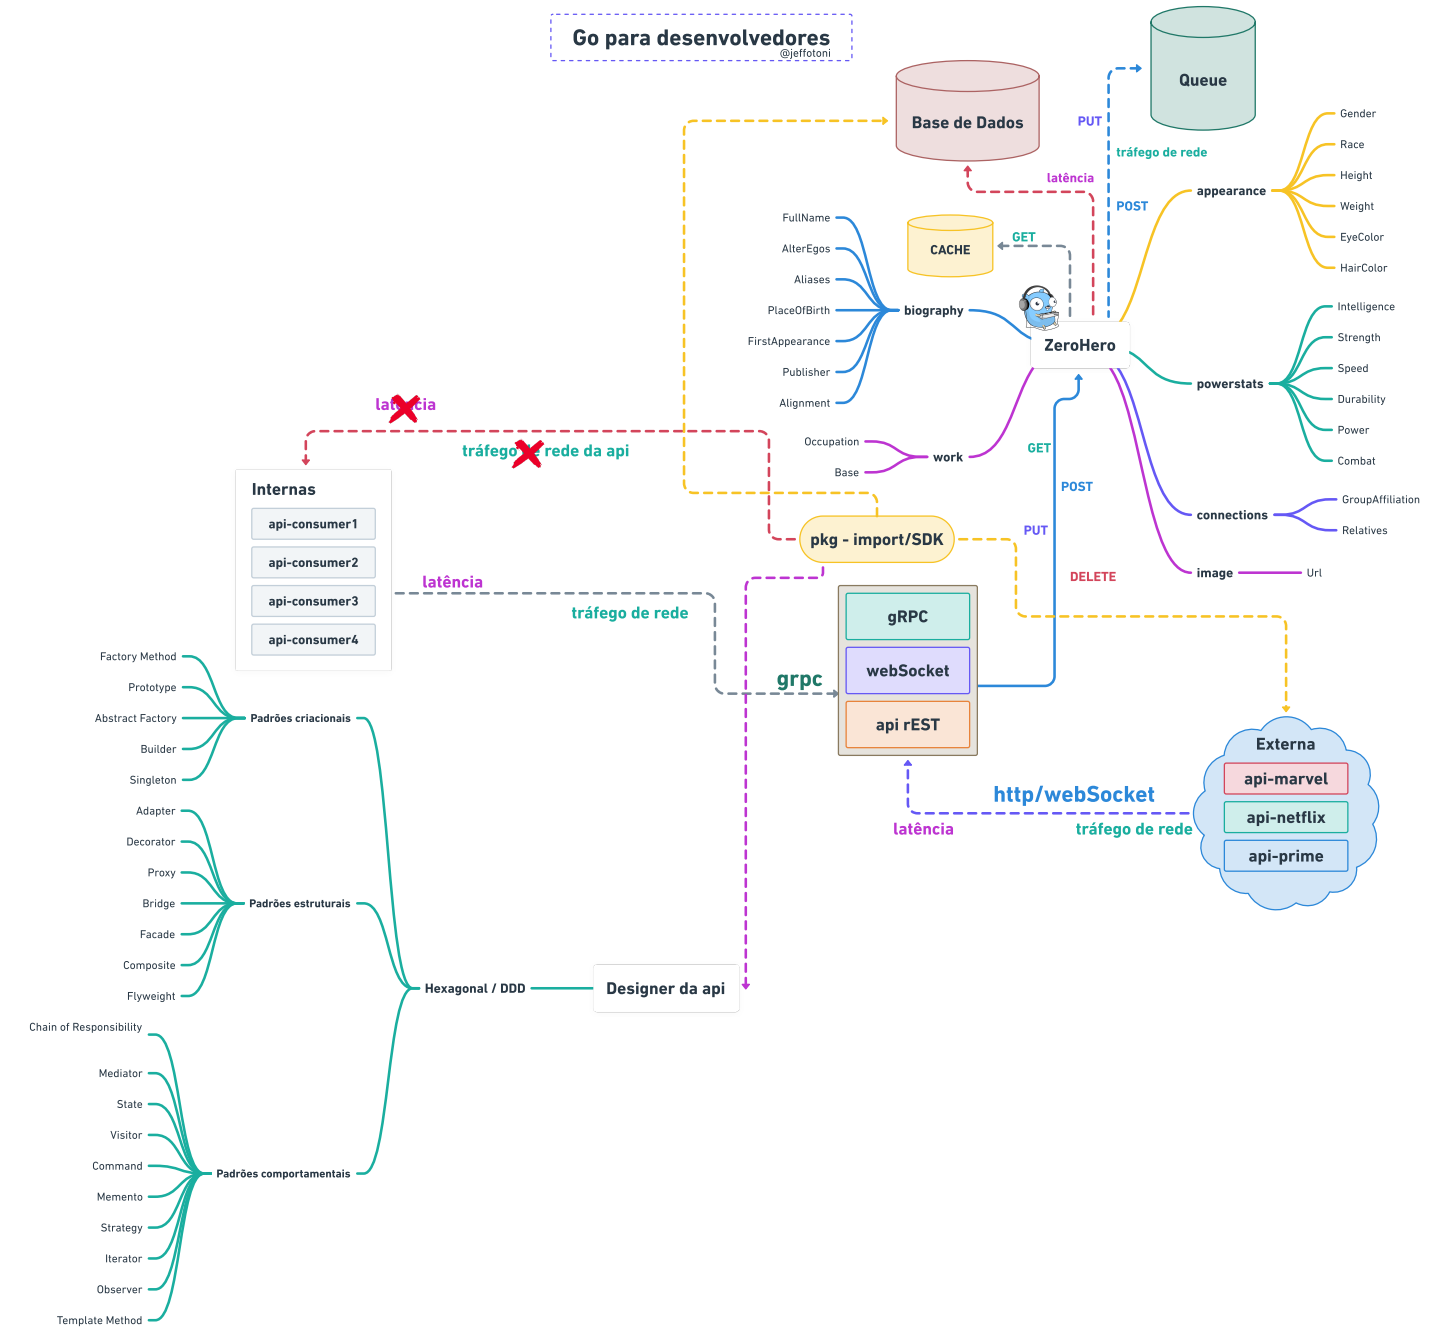 Go para desenvolvedores
@jeffotoni
Queue
Base de Dados
PUT
tráfego de rede
latência
POST
GET
CACHE
ZeroHero
appearance
Gender
Race
Height
Weight
EyeColor
HairColor
powerstats
Intelligence
Strength
Speed
Durability
Power
Combat
connections
GroupAffiliation
Relatives
image
Url
biography
FullName
AlterEgos
Aliases
PlaceOfBirth
FirstAppearance
Publisher
Alignment
work
Occupation
Base
GET
POST
PUT
DELETE
latência
tráfego de rede da api
Internas
api-consumer1
api-consumer2
api-consumer3
api-consumer4
pkg - import/SDK
latência
tráfego de rede
grpc
gRPC
webSocket
api rEST
http/webSocket
latência
tráfego de rede
Externa
api-marvel
api-netflix
api-prime
Designer da api
Hexagonal / DDD
Padrões criacionais
Factory Method
Prototype
Abstract Factory
Builder
Singleton
Padrões estruturais
Adapter
Decorator
Proxy
Bridge
Facade
Composite
Flyweight
Padrões comportamentais
Chain of Responsibility
Mediator
State
Visitor
Command
Memento
Strategy
Iterator
Observer
Template Method